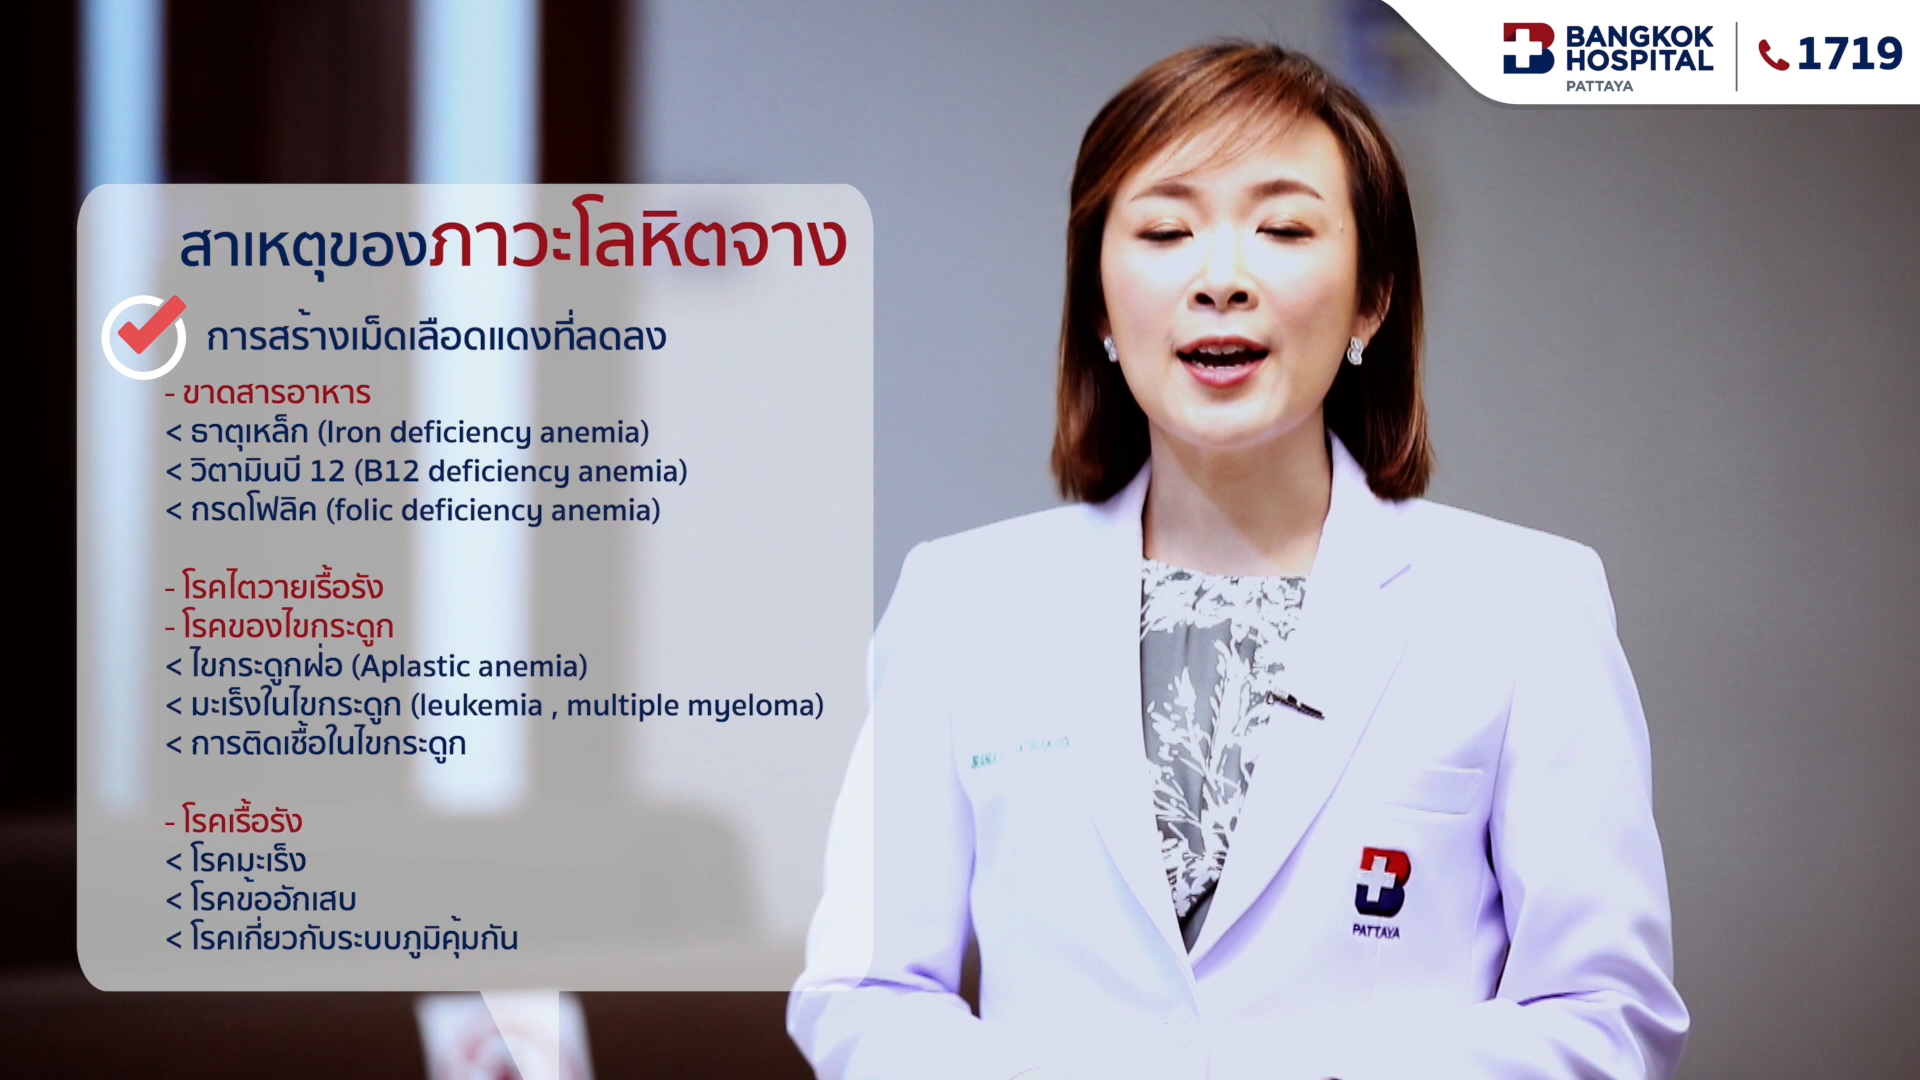 BANGKOK
HOSPITAL
PATTAYA
1719
สาเหตุของภาวะโลหิตจาง
การสร้างเม็ดเลือดแดงที่ลดลง
- ขาดสารอาหาร
< ธาตุเหล็ก (Iron deficiency anemia)
< วิตามินบี 12 (B12 deficiency anemia)
< กรดโฟลิค (folic deficiency anemia)
- โรคไตวายเรื้อรัง
- โรคของไขกระดูก
< ไขกระดูกฝ่อ (Aplastic anemia)
< มะเร็งในไขกระดูก (leukemia , multiple myeloma)
< การติดเชื้อในไขกระดูก
- โรคเรื้อรัง
< โรคมะเร็ง
< โรคข้ออักเสบ
< โรคเกี่ยวกับระบบภูมิคุ้มกัน
PATTAYA